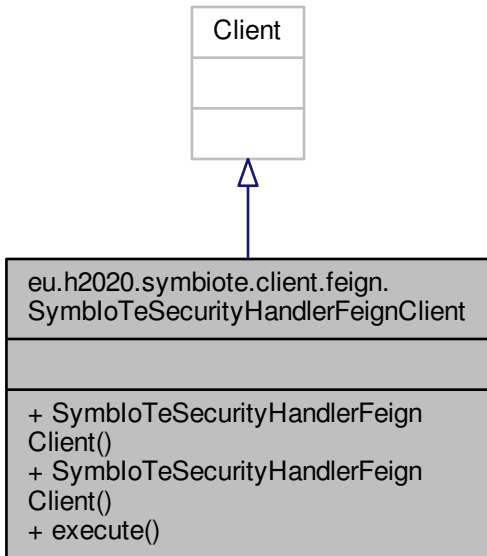 Client
eu.h2020.symbiote.client.feign.
SymbIoTeSecurityHandlerFeignClient
+ SymbIoTeSecurityHandlerFeign
Client()
+ SymbIoTeSecurityHandlerFeign
Client()
+ execute()